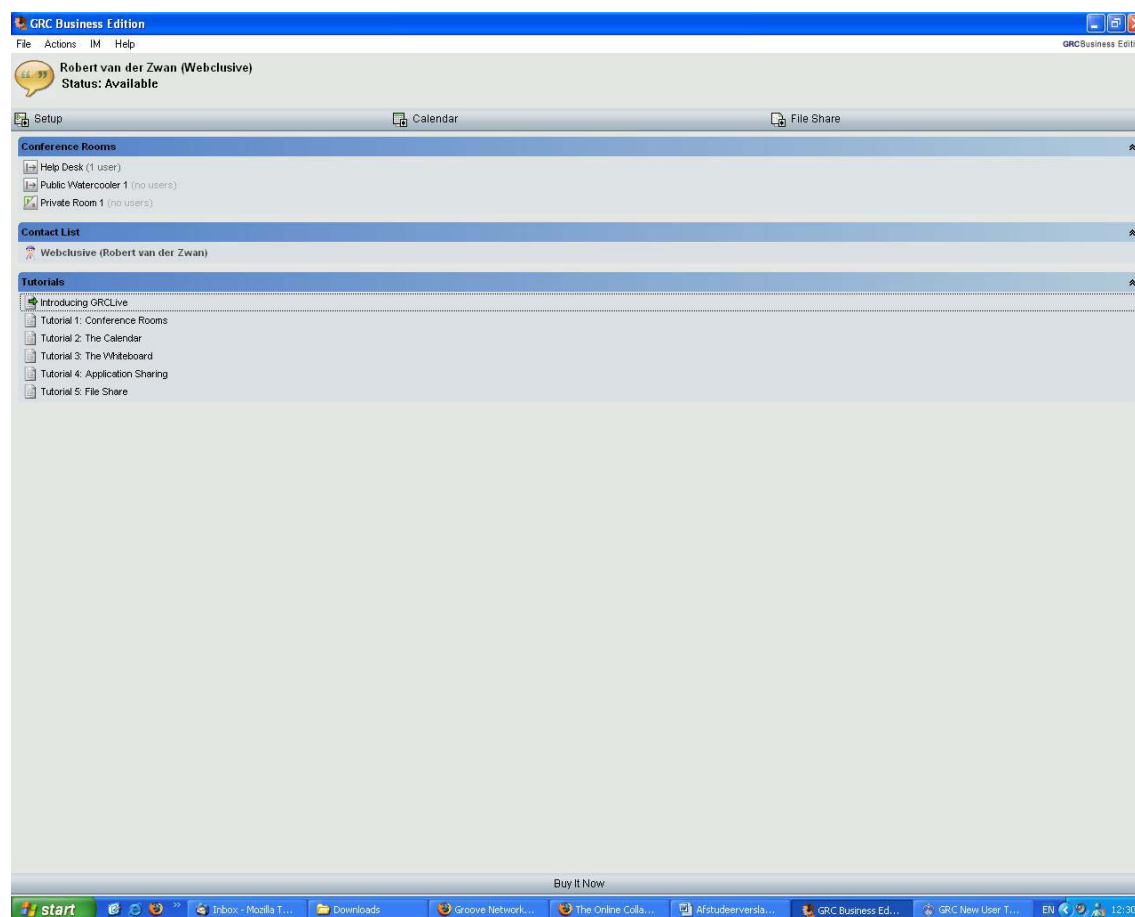 GRC Business Edition
File Actions IM Help
GRCBusiness Editi
Robert van der Zwan (Webclusive)
Status: Available
Setup Calendar File Share
Conference Rooms
Help Desk (1 user)
Public Watercooler 1 (no users)
Private Room 1 (no users)
Contact List
Webclusive (Robert van der Zwan)
Tutorials
Introducing GRCLive
Tutorial 1: Conference Rooms
Tutorial 2: The Calendar
Tutorial 3: The Whiteboard
Tutorial 4: Application Sharing
Tutorial 5: File Share
Buy It Now
start Inbox - Mozilla T... Downloads Groove Network... The Online Colla... Afstudeerversla... GRC Business Ed... GRC New User T... EN 12:30